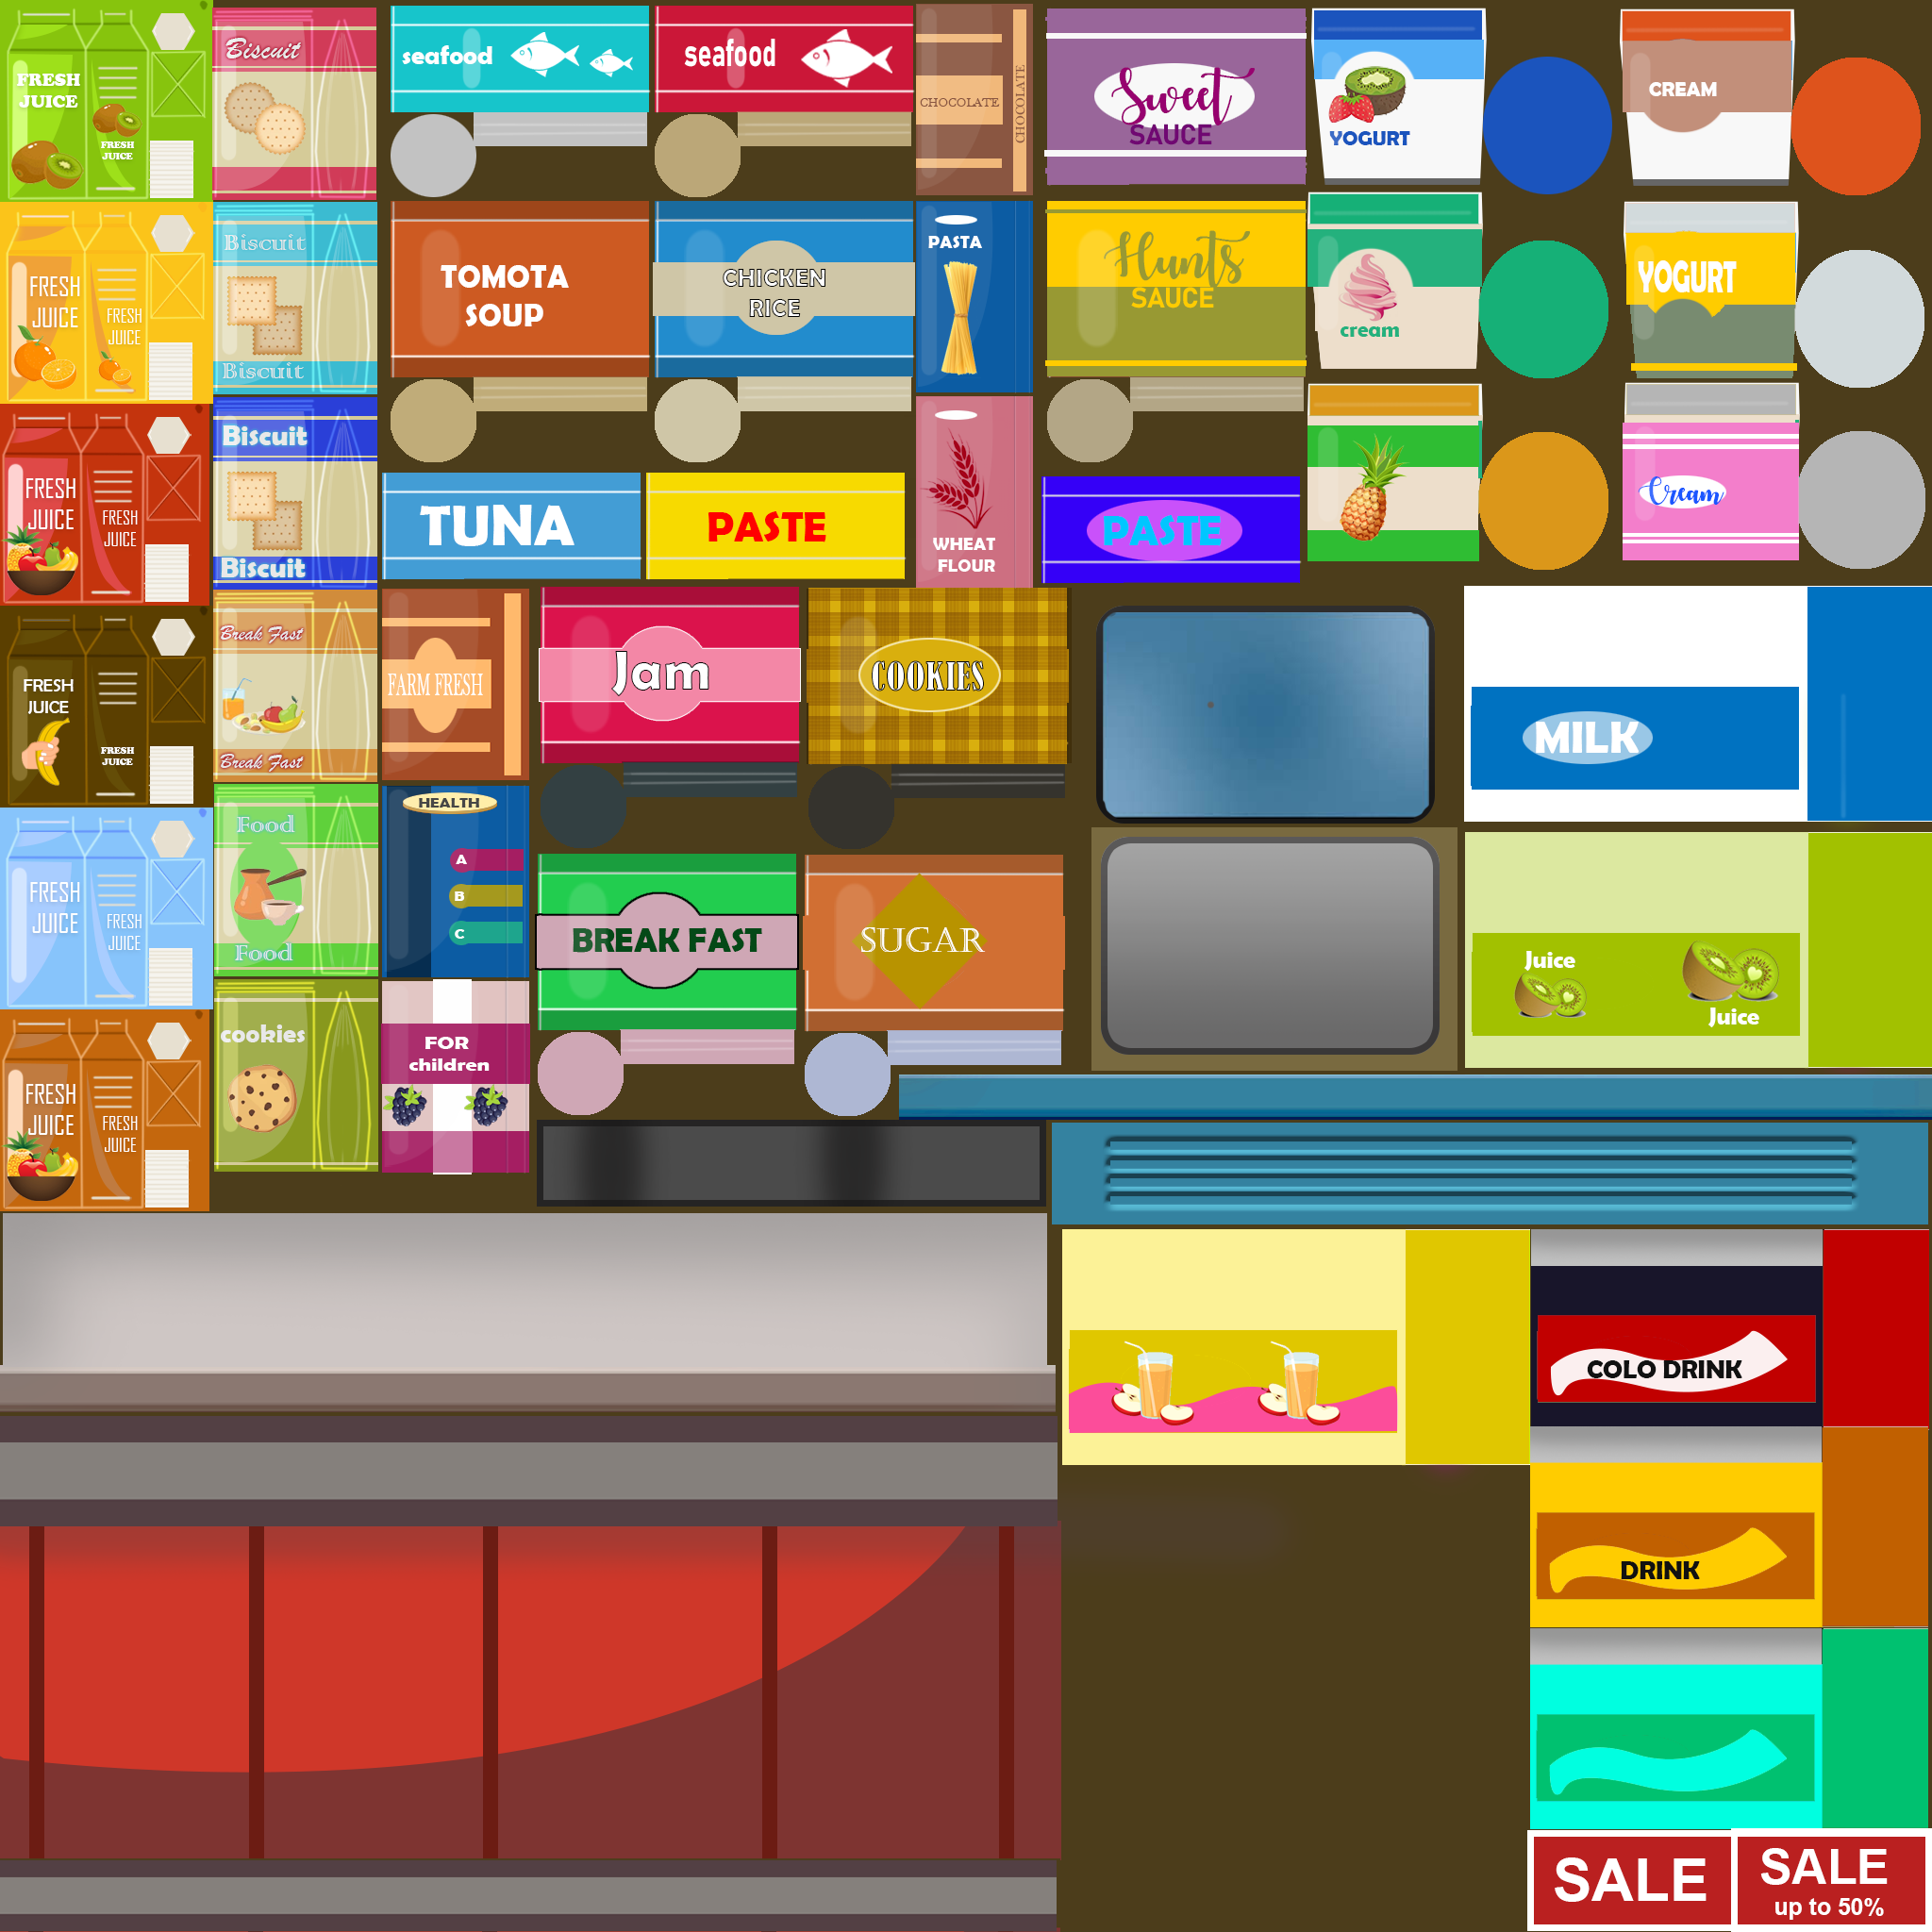 FRESH
JUICE
FRESH
JUICE
Biscuit
seafood
seafood
CHOCOLATE
CHOCOLATE
Sweet
SAUCE
YOGURT
CREAM
FRESH
JUICE
FRESH
JUICE
Biscuit
Biscuit
TOMOTA
SOUP
CHICKEN
RICE
PASTA
Hunts
SAUCE
cream
YOGURT
FRESH
JUICE
FRESH
JUICE
Biscuit
Biscuit
TUNA
PASTE
WHEAT
FLOUR
PASTE
Cream
FRESH
JUICE
FRESH
JUICE
Break Fast
Break Fast
FARM FRESH
Jam
COOKIES
MILK
FRESH
JUICE
FRESH
JUICE
Food
Food
HEALTH
A
B
C
BREAK FAST
SUGAR
Juice
Juice
FRESH
JUICE
FRESH
JUICE
cookies
FOR
children
COLO DRINK
DRINK
SALE
SALE
up to 50%